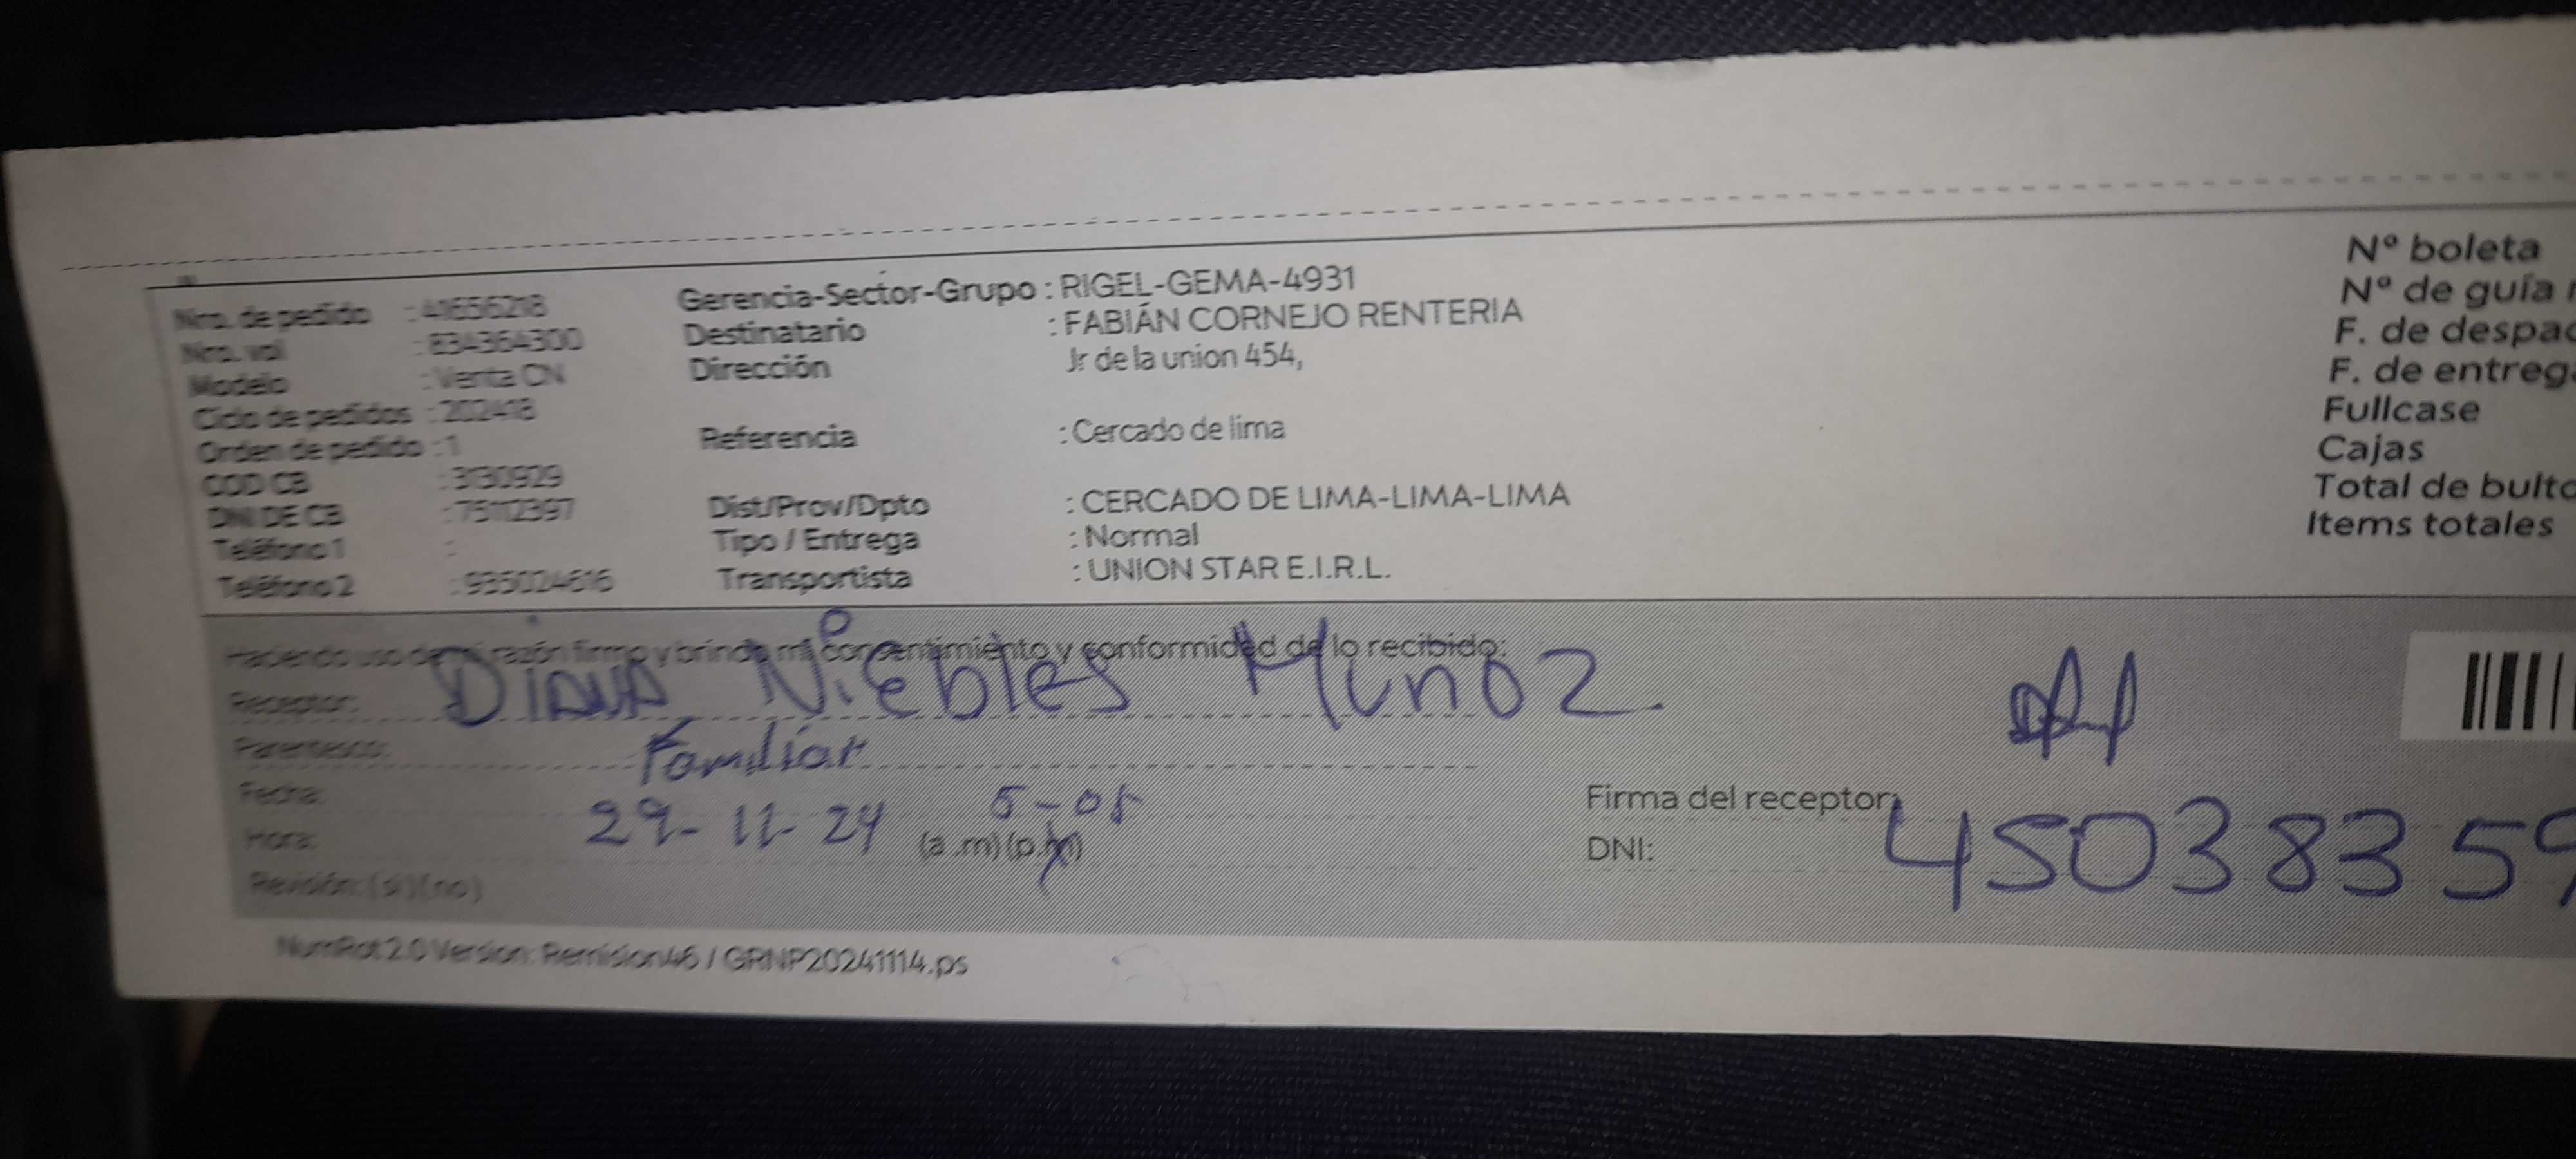 Nro. de pedido : 41656218
Nro. vol : 834364300
Modelo : Venta CN
Ciclo de pedidos : 202418
Orden de pedido : 1
COD CB : 3130929
DNI DE CB : 75112397
Teléfono 1 :
Teléfono 2 : 935024616
Gerencia-Sector-Grupo : RIGEL-GEMA-4931
Destinatario : FABIÁN CORNEJO RENTERIA
Dirección Jr de la union 454,
Referencia : Cercado de lima
Dist/Prov/Dpto : CERCADO DE LIMA-LIMA-LIMA
Tipo / Entrega : Normal
Transportista : UNION STAR E.I.R.L.
Nº boleta
Nº de guía
F. de despac
F. de entrega
Fullcase
Cajas
Total de bulto
Items totales
Haciendo uso de mi razón firmo y brindo mi consentimiento y conformidad de lo recibido:
Receptor: Diana Niebles Munoz.
Parentesco: Familiar
Fecha: 29-11-24 5-05
Hora: (a .m) (p.m)
Revisión: (si) (no)
Firma del receptor:
DNI: 45038359
NumRot 2.0 Version: Remision46 / GRNP20241114.ps